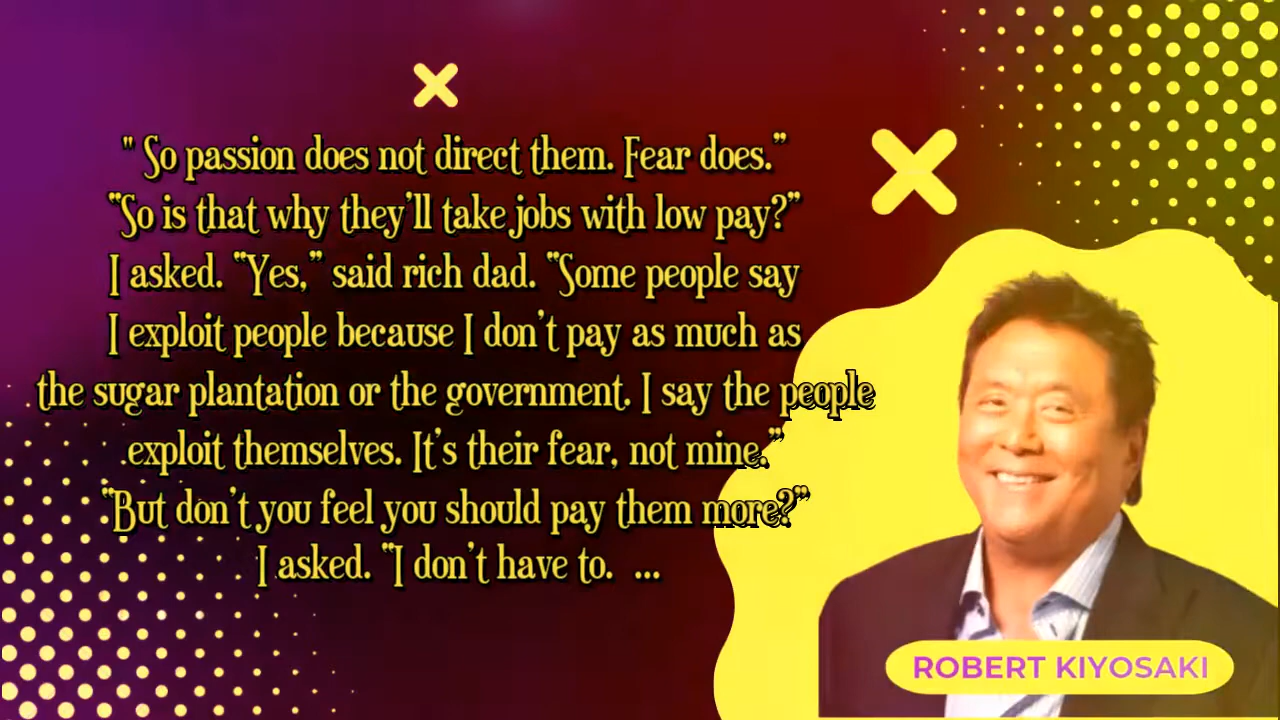 " So passion does not direct them. Fear does.”
“So is that why they’ll take jobs with low pay?”
I asked. “Yes,” said rich dad. “Some people say
I exploit people because I don’t pay as much as
the sugar plantation or the government. I say the people
exploit themselves. It’s their fear, not mine.”
“But don’t you feel you should pay them more?”
I asked. “I don’t have to.  ...
ROBERT KIYOSAKI